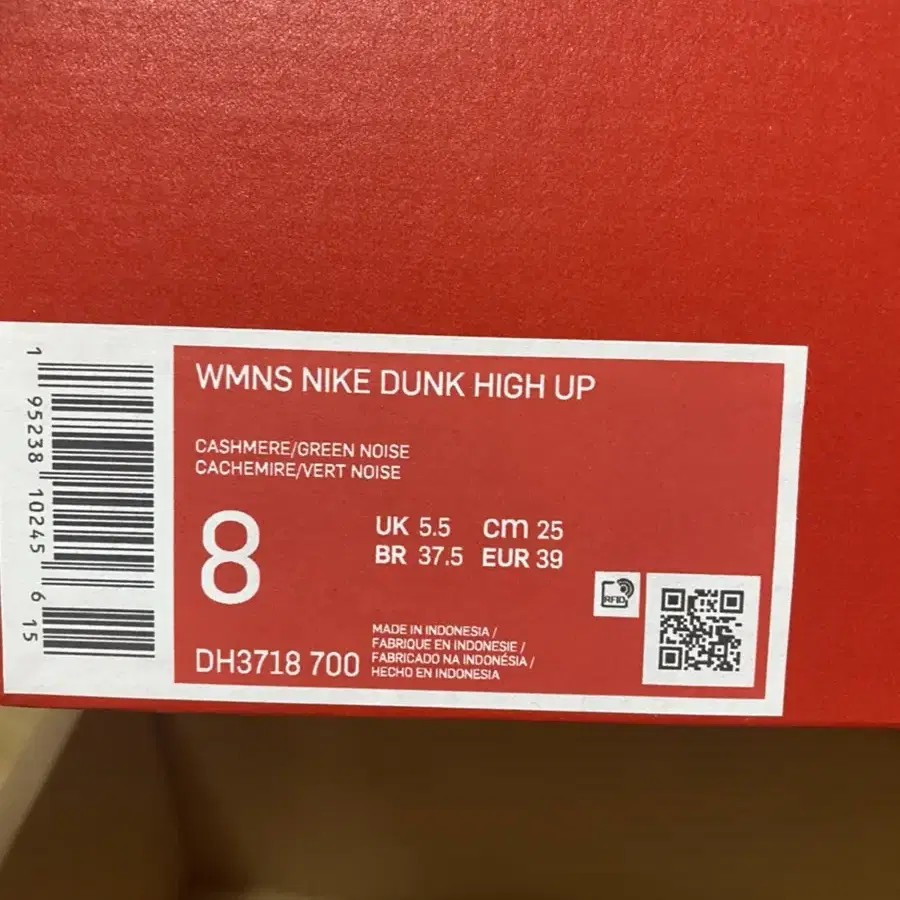 1 95238 10245 6 15
WMNS NIKE DUNK HIGH UP
CASHMERE/GREEN NOISE
CACHEMIRE/VERT NOISE
8
UK 5.5 cm 25
BR 37.5 EUR 39
RFID
DH3718 700
MADE IN INDONESIA /
FABRIQUE EN INDONESIE /
FABRICADO NA INDONÉSIA /
HECHO EN INDONESIA